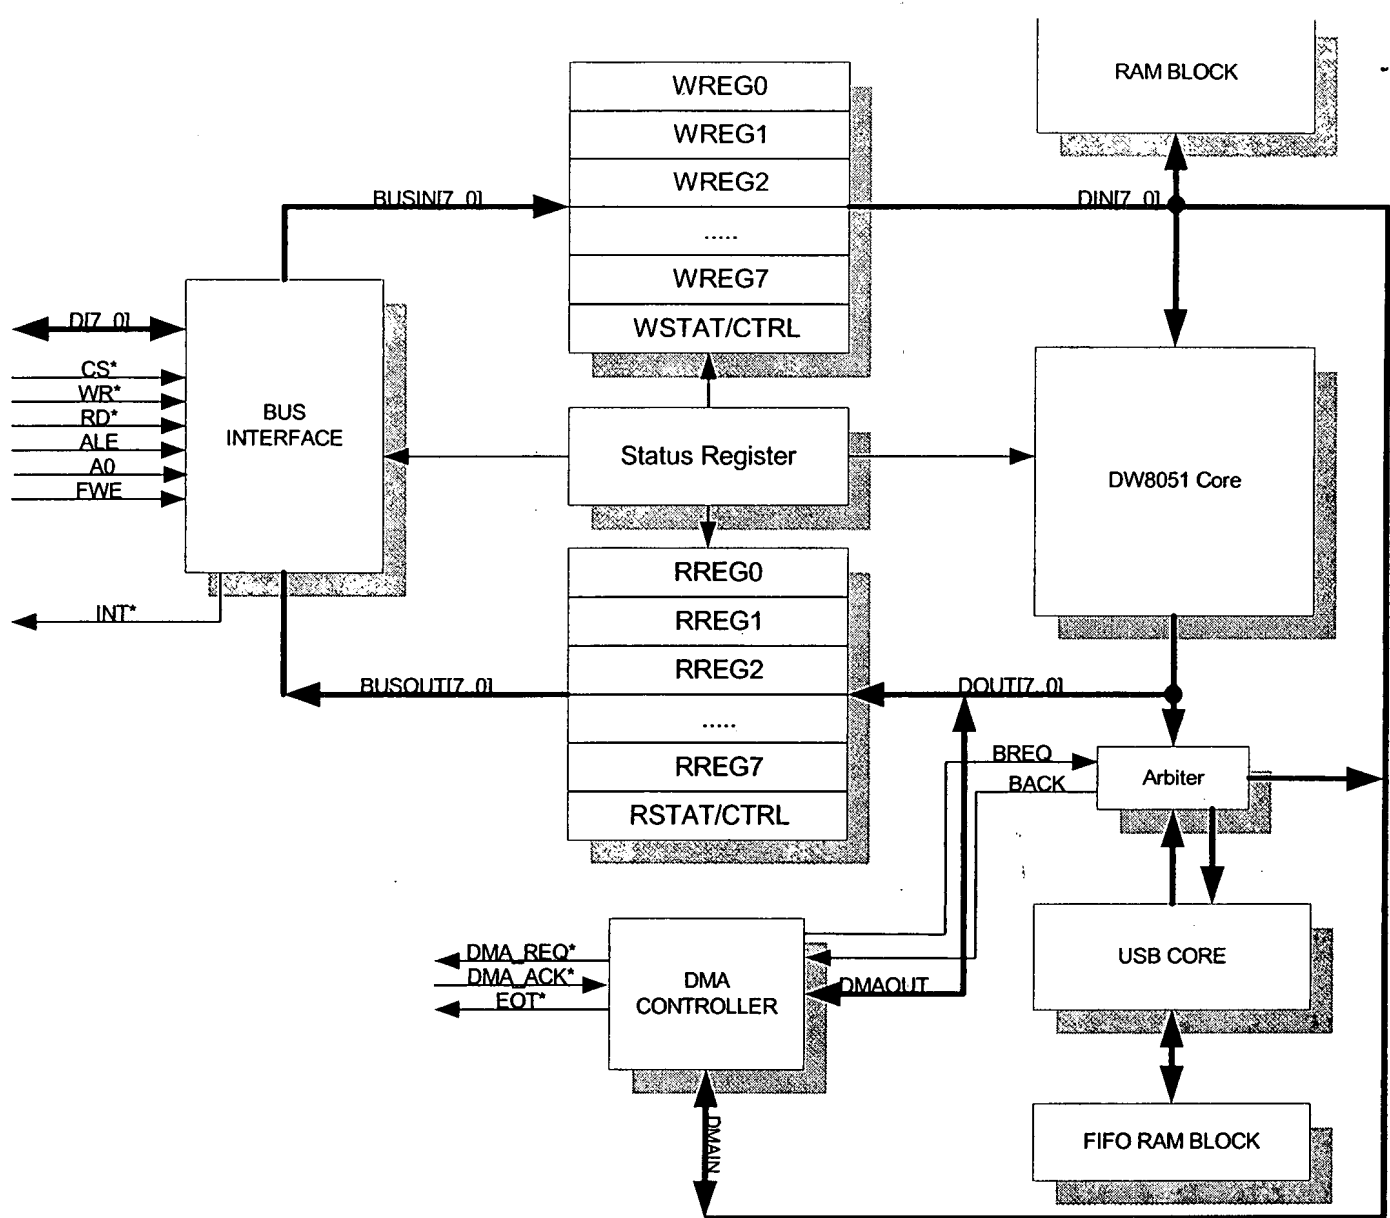 RAM BLOCK
WREG0
WREG1
WREG2
.....
WREG7
WSTAT/CTRL
BUSIN[7..0]
DIN[7..0]
D[7..0]
CS*
WR*
RD*
ALE
A0
FWE
BUS
INTERFACE
Status Register
DW8051 Core
INT*
RREG0
RREG1
RREG2
.....
RREG7
RSTAT/CTRL
BUSOUT[7..0]
DOUT[7..0]
BREQ
BACK
Arbiter
DMA_REQ*
DMA_ACK*
EOT*
DMA
CONTROLLER
DMAOUT
USB CORE
DMAIN
FIFO RAM BLOCK